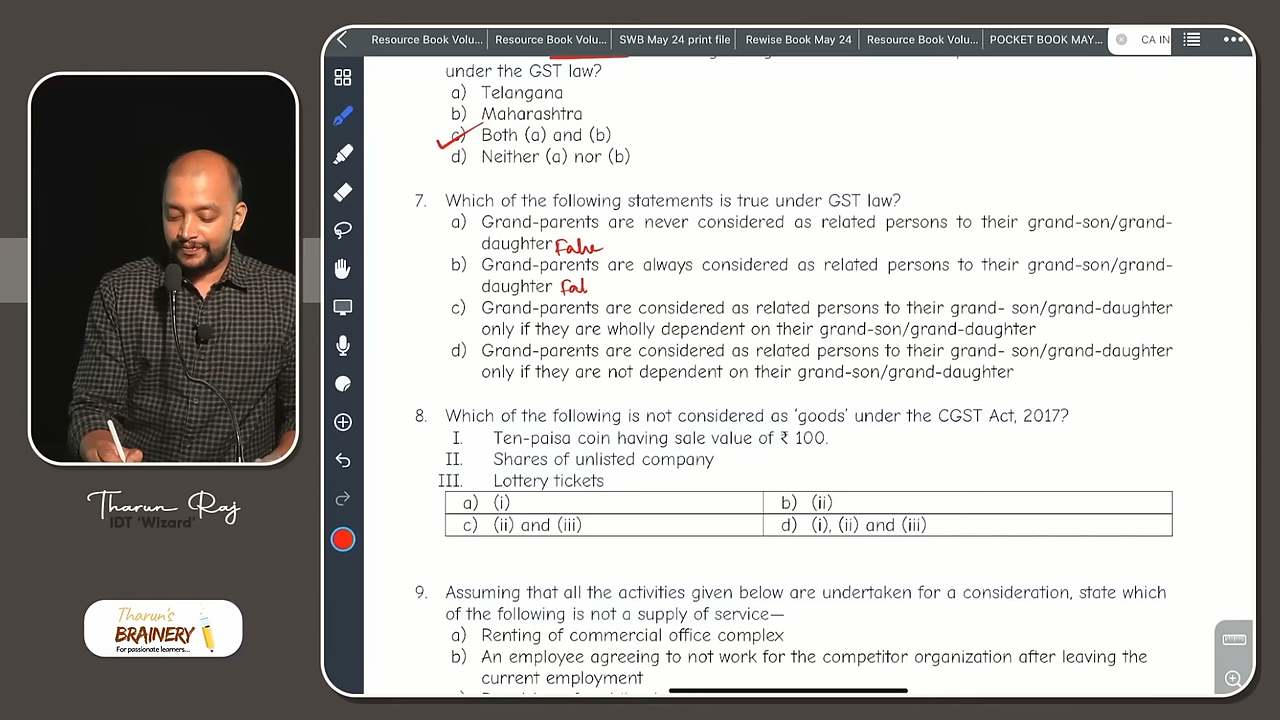 Resource Book Volu... Resource Book Volu... SWB May 24 print file Rewise Book May 24 Resource Book Volu... POCKET BOOK MAY... CA IN
under the GST law?
a) Telangana
b) Maharashtra
c) Both (a) and (b)
d) Neither (a) nor (b)
7. Which of the following statements is true under GST law?
a) Grand-parents are never considered as related persons to their grand-son/grand-
daughter False
b) Grand-parents are always considered as related persons to their grand-son/grand-
daughter Fal
c) Grand-parents are considered as related persons to their grand- son/grand-daughter
only if they are wholly dependent on their grand-son/grand-daughter
d) Grand-parents are considered as related persons to their grand- son/grand-daughter
only if they are not dependent on their grand-son/grand-daughter
8. Which of the following is not considered as ‘goods’ under the CGST Act, 2017?
I. Ten-paisa coin having sale value of ₹ 100.
II. Shares of unlisted company
III. Lottery tickets
a) (i) b) (ii)
c) (ii) and (iii) d) (i), (ii) and (iii)
9. Assuming that all the activities given below are undertaken for a consideration, state which
of the following is not a supply of service—
a) Renting of commercial office complex
b) An employee agreeing to not work for the competitor organization after leaving the
current employment
Tharun Raj
IDT 'Wizard'
Tharun's
BRAINERY
For passionate learners...